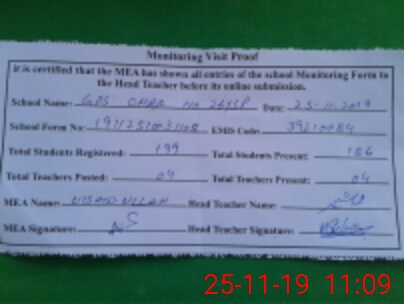 Monitoring Visit Proof
it is certified that the MEA has shown all entries of the school Monitoring Form to
the Head Teacher before its online submission.
School Name: GPS OMAR Date: 25-11-2019
School Form No: EMIS Code:
Total Students Registered: 199 Total Students Present: 186
Total Teachers Posted: 04 Total Teachers Present: 04
MEA Name: Head Teacher Name:
MEA Signature: Head Teacher Signature:
25-11-19 11:09